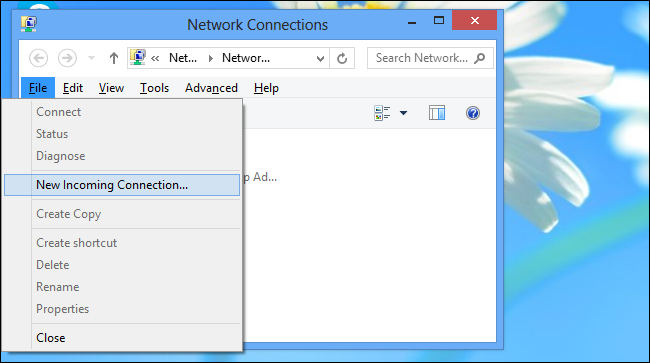 Network Connections
« Net... Networ... Search Network...
File Edit View Tools Advanced Help
Connect
Status
Diagnose
New Incoming Connection...
p Ad...
Create Copy
Create shortcut
Delete
Rename
Properties
Close